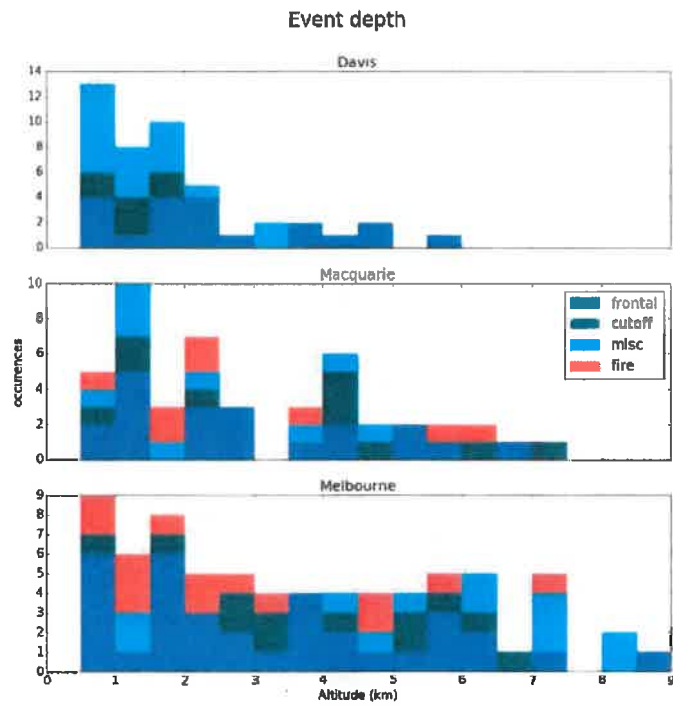 Event depth
Davis
14
12
10
8
6
4
2
0
Macquarie
10
8
6
4
2
0
occurences
frontal
cutoff
misc
fire
Melbourne
9
8
7
6
5
4
3
2
1
0
0 1 2 3 4 5 6 7 8 9
Altitude (km)